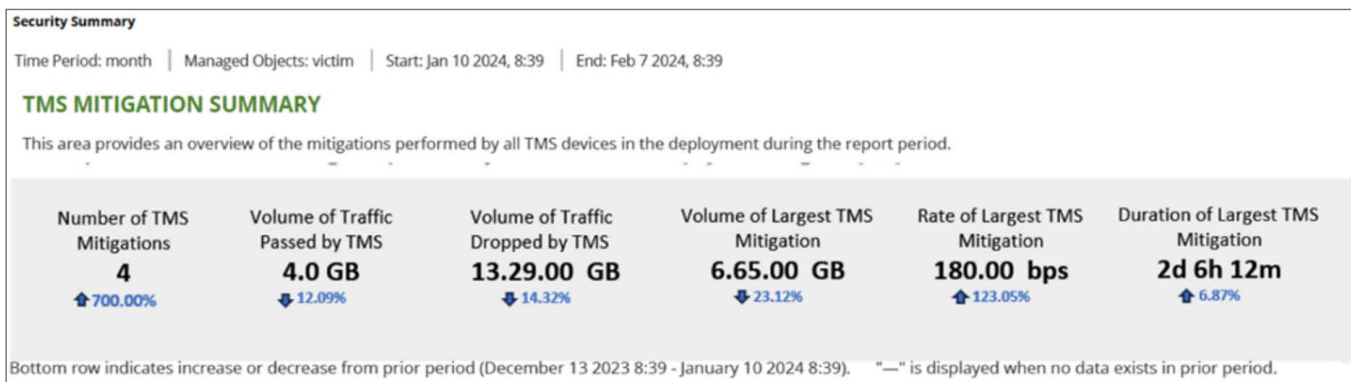 Security Summary
Time Period: month | Managed Objects: victim | Start: Jan 10 2024, 8:39 | End: Feb 7 2024, 8:39
TMS MITIGATION SUMMARY
This area provides an overview of the mitigations performed by all TMS devices in the deployment during the report period.
Number of TMS
Mitigations
4
700.00%
Volume of Traffic
Passed by TMS
4.0 GB
12.09%
Volume of Traffic
Dropped by TMS
13.29.00 GB
14.32%
Volume of Largest TMS
Mitigation
6.65.00 GB
23.12%
Rate of Largest TMS
Mitigation
180.00 bps
123.05%
Duration of Largest TMS
Mitigation
2d 6h 12m
6.87%
Bottom row indicates increase or decrease from prior period (December 13 2023 8:39 - January 10 2024 8:39). "—" is displayed when no data exists in prior period.